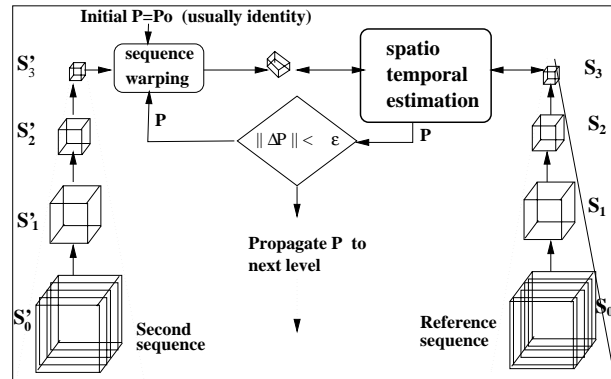 Initial P=Po (usually identity)
S'3
sequence
warping
spatio
temporal
estimation
S3
P
P
S'2
|| ΔP || < ε
S2
S'1
S1
Propagate P to
next level
S'0
Second
sequence
Reference
sequence
S0